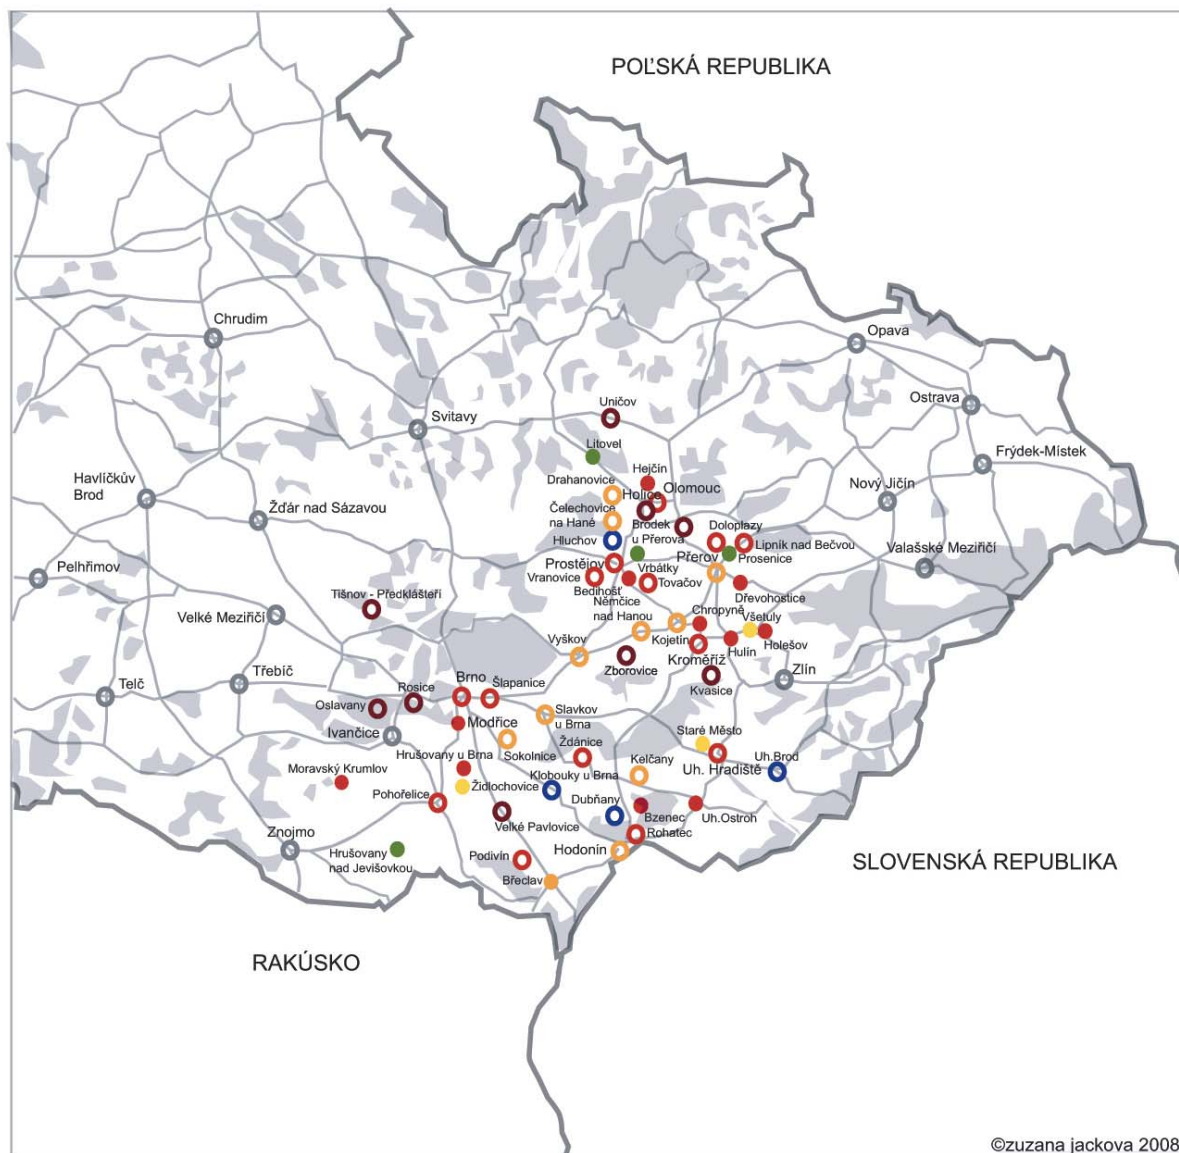 POĽSKÁ REPUBLIKA
Chrudim
Opava
Ostrava
Uničov
Svitavy
Litovel
Frýdek-Místek
Hejčín
Havlíčkův
Brod
Drahanovice
Olomouc
Nový Jičín
Holice
Žďár nad Sázavou
Čelechovice
na Hané
Brodek
u Přerova
Doloplazy
Hluchov
Lipník nad Bečvou
Valašské Meziříčí
Přerov
Prosenice
Pelhřimov
Prostějov
Vrbátky
Vranovice
Tovačov
Bedihošť
Dřevohostice
Tišnov - Předkláštěří
Němčice
nad Hanou
Velké Meziříčí
Chropyně
Všetuly
Vyškov
Kojetín
Hulín
Holešov
Kroměříž
Zborovice
Zlín
Třebíč
Brno
Šlapanice
Telč
Rosice
Kvasice
Oslavany
Slavkov
u Brna
Ivančice
Modřice
Staré Město
Ždánice
Hrušovany u Brna
Sokolnice
Kelčany
Uh. Hradiště
Uh.Brod
Moravský Krumlov
Klobouky u Brna
Židlochovice
Pohořelice
Dubňany
Bzenec
Uh.Ostroh
Velké Pavlovice
Znojmo
Rohatec
Hrušovany
nad Jevišovkou
Podivín
Hodonín
SLOVENSKÁ REPUBLIKA
Břeclav
RAKÚSKO
©zuzana jackova 2008